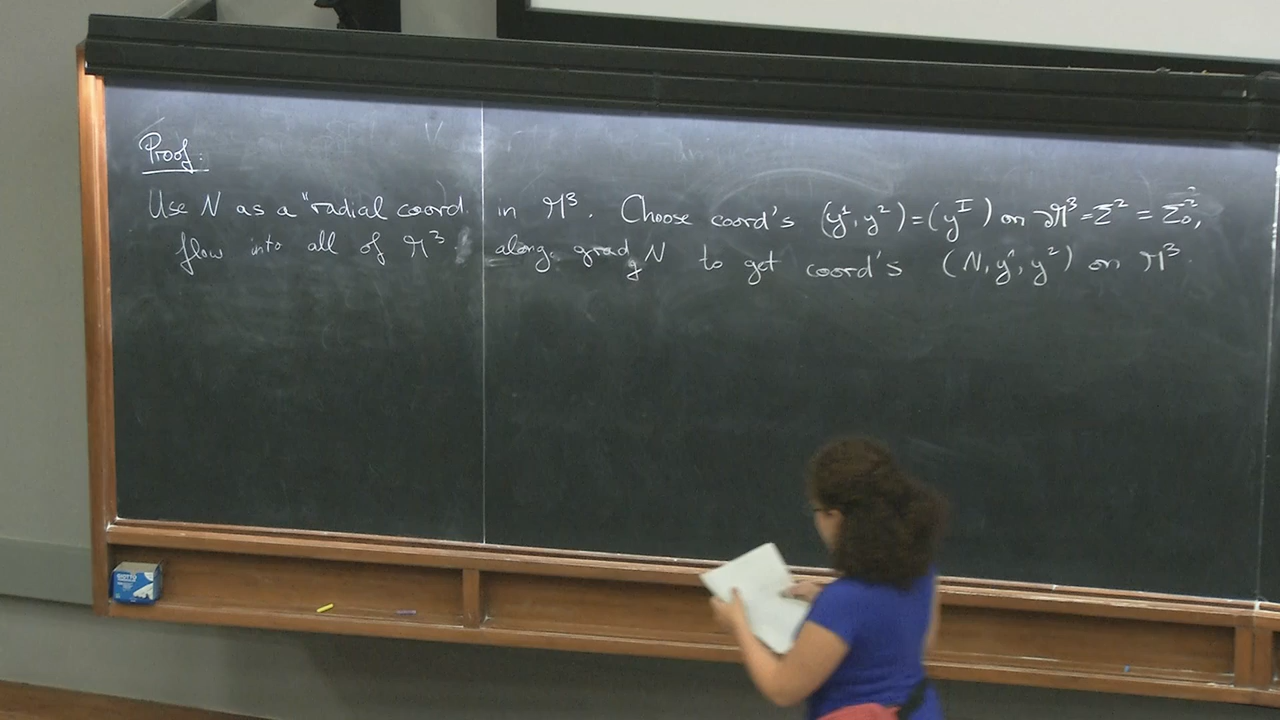 Proof:
Use N as a "radial coord. in M³. Choose coord's (y¹, y²) = (y^I) on ∂M³ = Σ² = Σ₀²,
flow into all of M³ along grad_g N to get coord's (N, y¹, y²) on M³.
GIOTTO